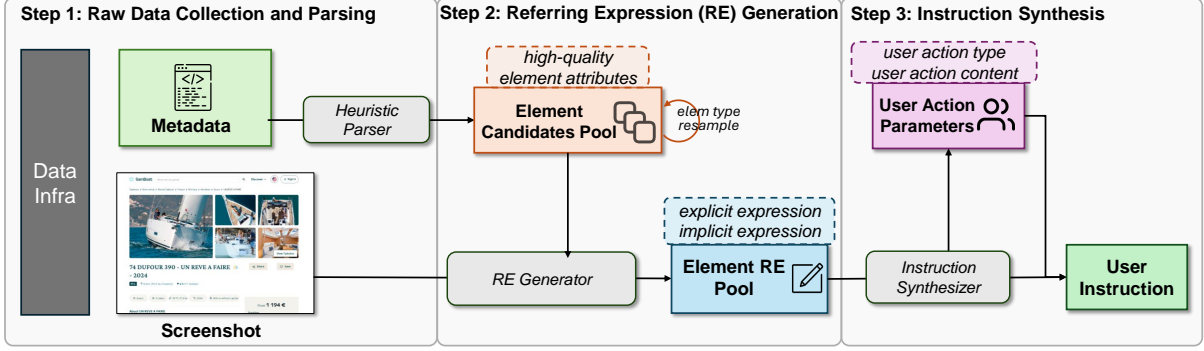 Step 1: Raw Data Collection and Parsing
Step 2: Referring Expression (RE) Generation
Step 3: Instruction Synthesis
Data
Infra
</>
Metadata
Heuristic
Parser
high-quality
element attributes
Element
Candidates Pool
elem type
resample
user action type
user action content
User Action
Parameters
74 DUFOUR 390 - UN REVE A FAIRE
- 2024
1 194 €
Screenshot
RE Generator
explicit expression
implicit expression
Element RE
Pool
Instruction
Synthesizer
User
Instruction